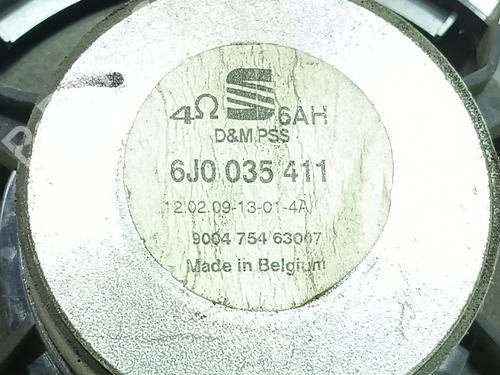 4Ω 6AH
D&M PSS
6J0 035 411
12.02.09-13-01-4A
9004 754 63007
Made in Belgium